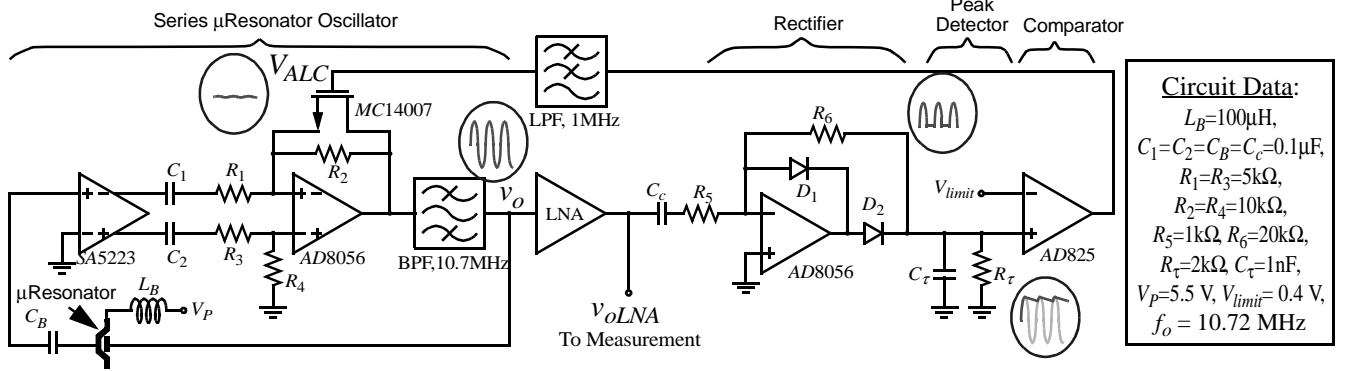 Series μResonator Oscillator
Rectifier
Peak
Detector
Comparator
V_ALC
MC14007
LPF, 1MHz
R_2
C_1
R_1
C_2
R_3
R_4
SA5223
AD8056
BPF,10.7MHz
v_o
LNA
C_c
R_5
R_6
D_1
D_2
AD8056
V_limit
AD825
C_τ
R_τ
μResonator
L_B
V_P
C_B
v_oLNA
To Measurement
Circuit Data:
L_B=100μH,
C_1=C_2=C_B=C_c=0.1μF,
R_1=R_3=5kΩ,
R_2=R_4=10kΩ,
R_5=1kΩ, R_6=20kΩ,
R_τ=2kΩ, C_τ=1nF,
V_P=5.5 V, V_limit= 0.4 V,
f_o = 10.72 MHz